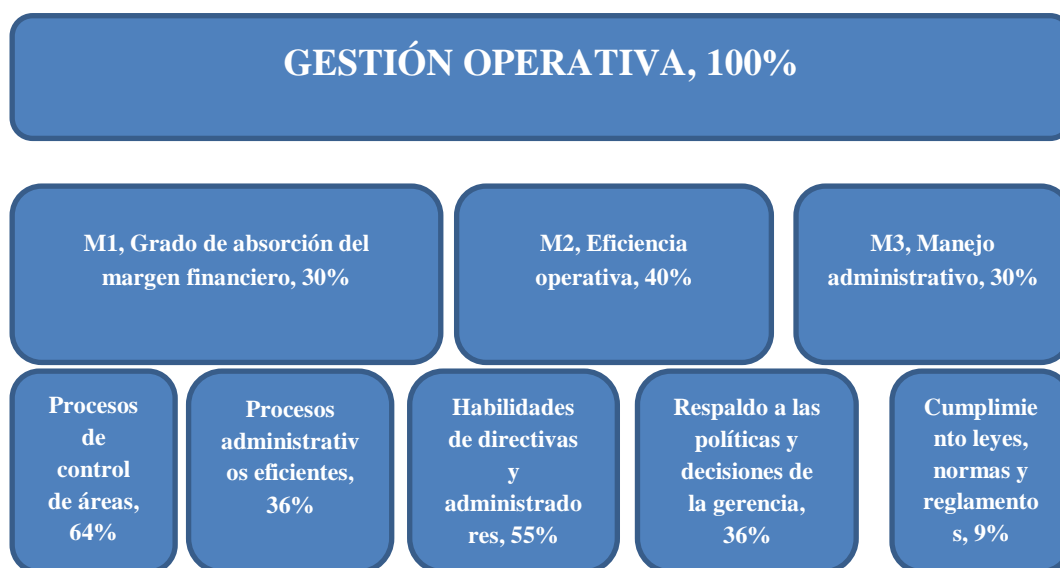 GESTIÓN OPERATIVA, 100%
M1, Grado de absorción del
margen financiero, 30%
M2, Eficiencia
operativa, 40%
M3, Manejo
administrativo, 30%
Procesos
de
control
de áreas,
64%
Procesos
administrativ
os eficientes,
36%
Habilidades
de directivas
y
administrado
res, 55%
Respaldo a las
políticas y
decisiones de
la gerencia,
36%
Cumplimie
nto leyes,
normas y
reglamento
s, 9%